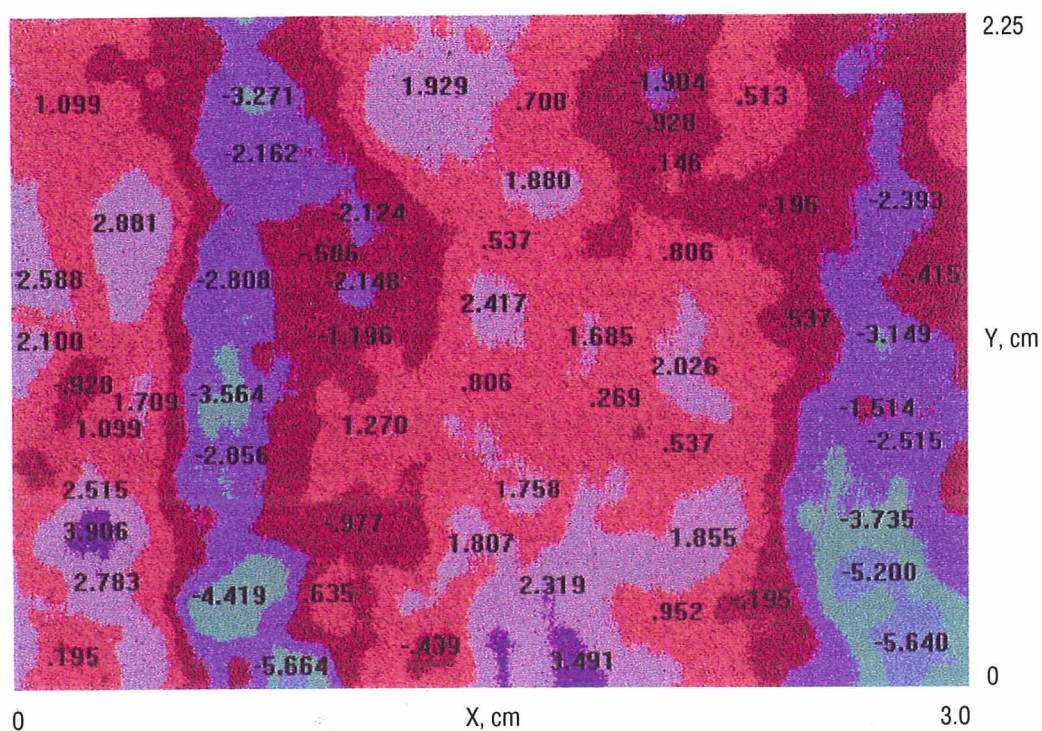 2.25
1.099 -3.271 1.929 .708 -1.904 .513
-.928
-2.162 .146
1.880
2.881 -2.124 -.196 -2.393
.537
-.686 .806
2.588 -2.808 -2.148 -.415
2.417
-.537
2.100 -1.196 1.685 -3.149 Y, cm
2.026
-.928 .806
1.709 -3.564 .269 -1.514
1.099 1.270
.537 -2.515
-2.856
2.515 1.758
3.906 -.977 -3.735
1.807 1.855
2.783 2.319 -5.200
-4.419 .635 -.195
.952
.195 -.439 -5.640
-5.664 3.491 0
0 X, cm 3.0